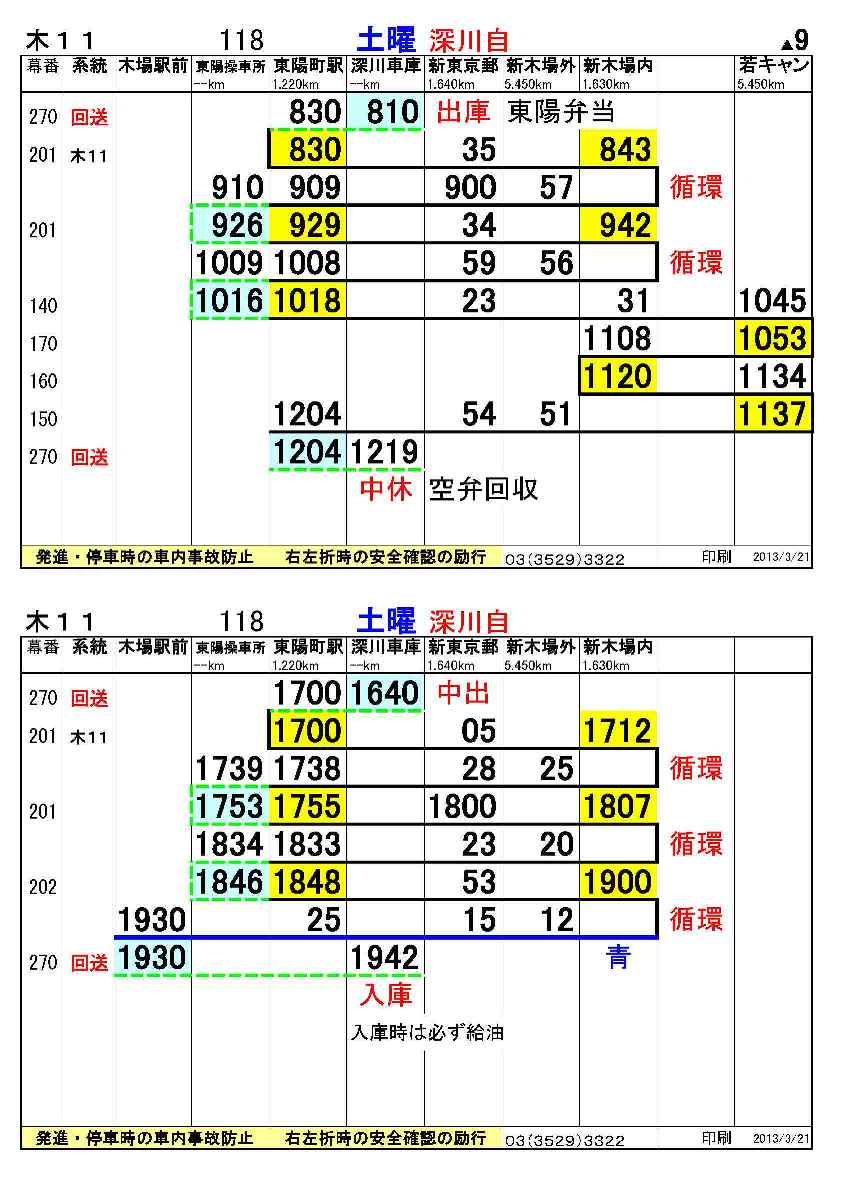 木１１ 118 土曜 深川自 ▲9
幕番 系統 木場駅前 東陽操車所 東陽町駅 深川車庫 新東京郵 新木場外 新木場内 若キャン
--km 1.220km --km 1.640km 5.450km 1.630km 5.450km
270 回送 830 810 出庫 東陽弁当
201 木11 830 35 843
910 909 900 57 循環
201 926 929 34 942
1009 1008 59 56 循環
140 1016 1018 23 31 1045
170 1108 1053
160 1120 1134
150 1204 54 51 1137
270 回送 1204 1219
中休 空弁回収
発進・停車時の車内事故防止 右左折時の安全確認の励行 03(3529)3322 印刷 2013/3/21
木１１ 118 土曜 深川自
幕番 系統 木場駅前 東陽操車所 東陽町駅 深川車庫 新東京郵 新木場外 新木場内
--km 1.220km --km 1.640km 5.450km 1.630km
270 回送 1700 1640 中出
201 木11 1700 05 1712
1739 1738 28 25 循環
201 1753 1755 1800 1807
1834 1833 23 20 循環
202 1846 1848 53 1900
1930 25 15 12 循環
270 回送 1930 1942 青
入庫
入庫時は必ず給油
発進・停車時の車内事故防止 右左折時の安全確認の励行 03(3529)3322 印刷 2013/3/21